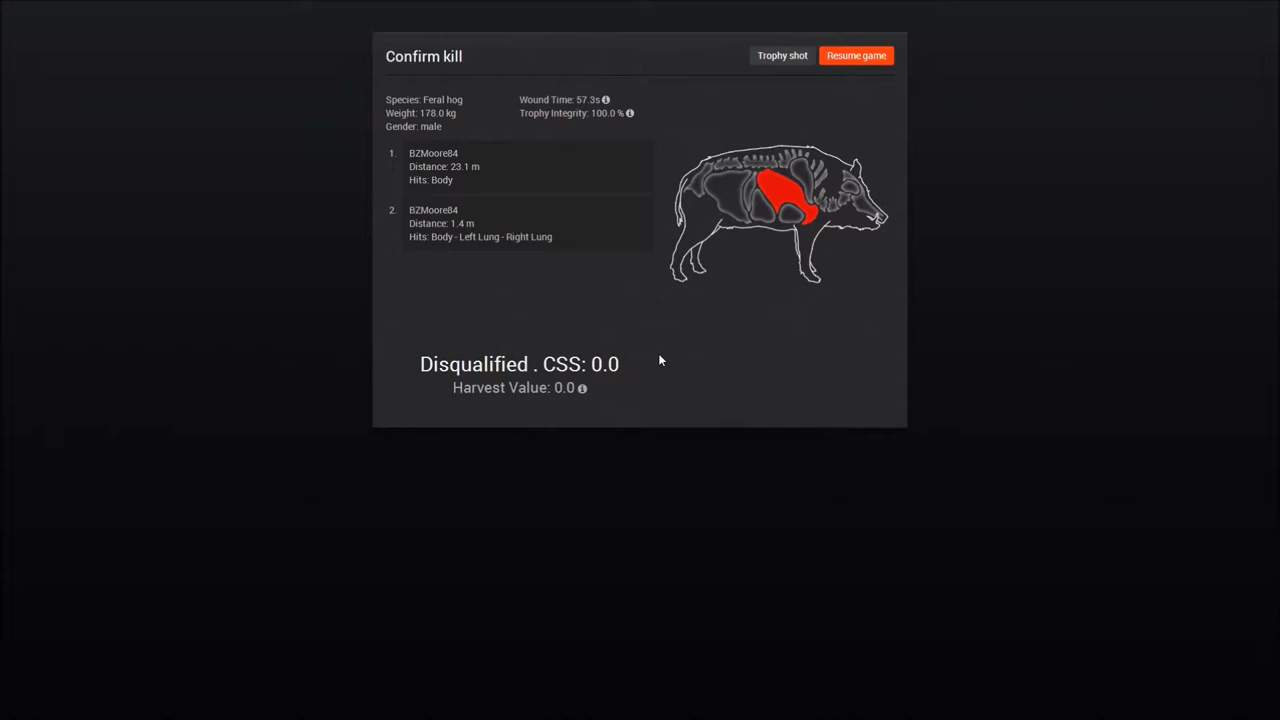 Confirm kill
Trophy shot
Resume game
Species: Feral hog
Weight: 178.0 kg
Gender: male
Wound Time: 57.3s
Trophy Integrity: 100.0 %
1.
BZMoore84
Distance: 23.1 m
Hits: Body
2.
BZMoore84
Distance: 1.4 m
Hits: Body - Left Lung - Right Lung
Disqualified . CSS: 0.0
Harvest Value: 0.0